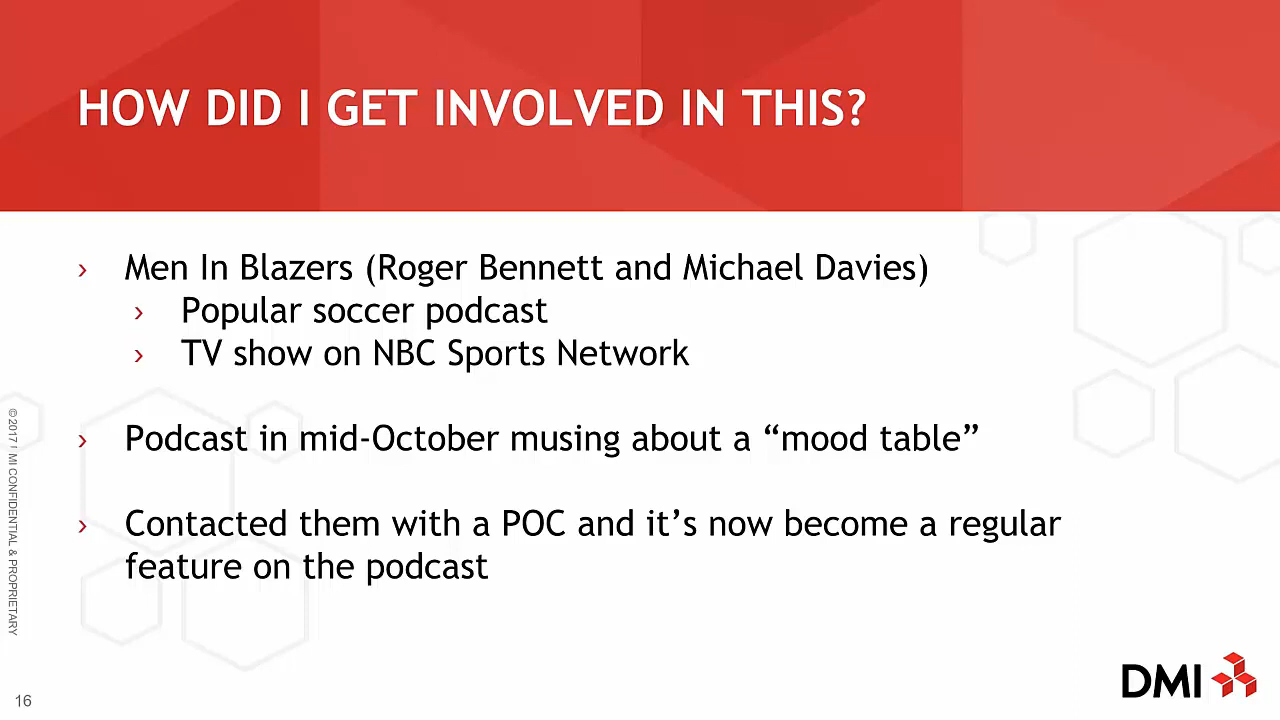 HOW DID I GET INVOLVED IN THIS?
› Men In Blazers (Roger Bennett and Michael Davies)
› Popular soccer podcast
› TV show on NBC Sports Network
› Podcast in mid-October musing about a “mood table”
› Contacted them with a POC and it’s now become a regular
feature on the podcast
© 2017 MI CONFIDENTIAL & PROPRIETARY
16
DMI